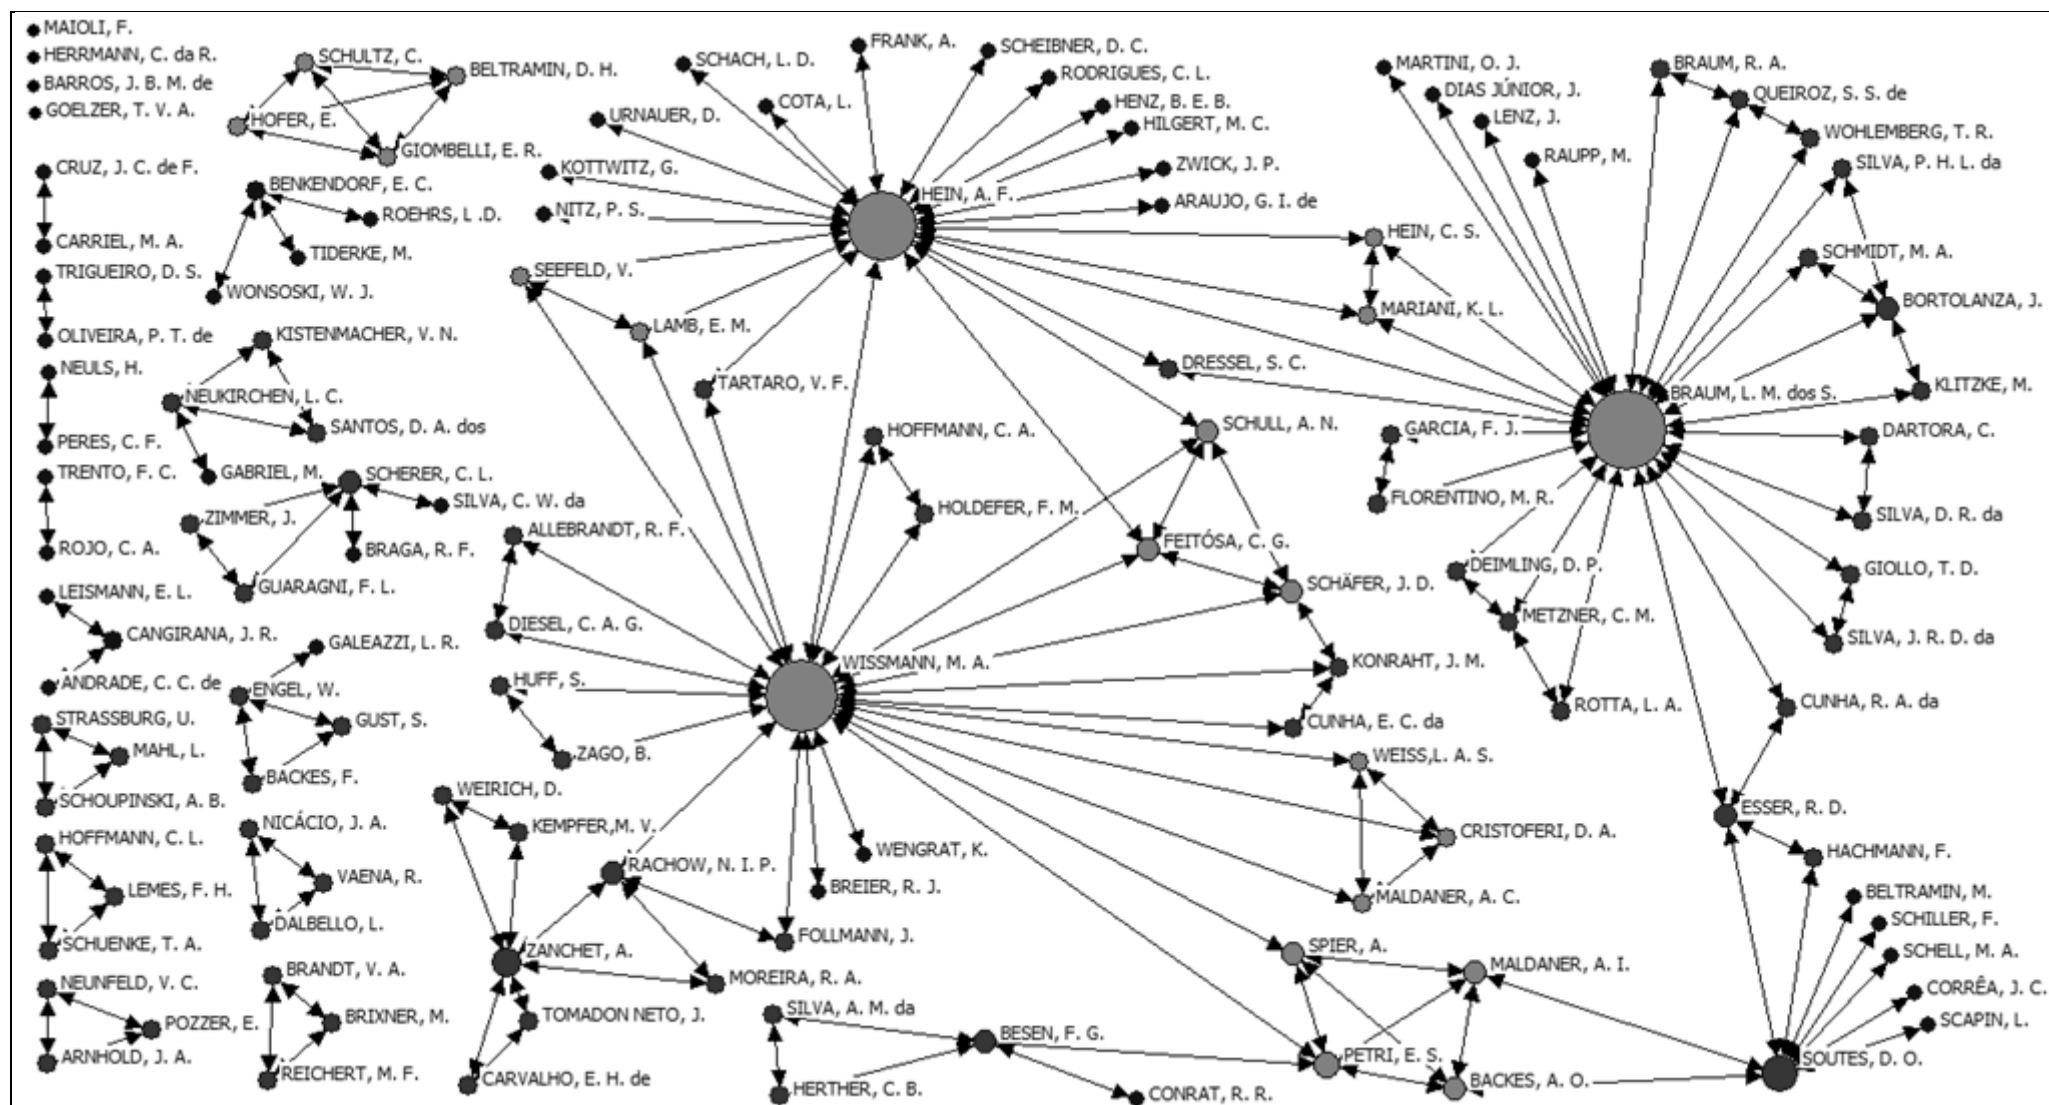 MAIOLI, F.
HERRMANN, C. da R.
BARROS, J. B. M. de
GOELZER, T. V. A.
SCHULTZ, C.
BELTRAMIN, D. H.
HOFER, E.
GIOMBELLI, E. R.
CRUZ, J. C. de F.
CARRIEL, M. A.
BENKENDORF, E. C.
ROEHRS, L .D.
TIDERKE, M.
WONSOSKI, W. J.
TRIGUEIRO, D. S.
OLIVEIRA, P. T. de
KISTENMACHER, V. N.
NEULS, H.
NEUKIRCHEN, L. C.
SANTOS, D. A. dos
PERES, C. F.
GABRIEL, M.
TRENTO, F. C.
SCHERER, C. L.
SILVA, C. W. da
ZIMMER, J.
BRAGA, R. F.
ROJO, C. A.
GUARAGNI, F. L.
LEISMANN, E. L.
CANGIRANA, J. R.
ANDRADE, C. C. de
GALEAZZI, L. R.
ENGEL, W.
GUST, S.
BACKES, F.
STRASSBURG, U.
MAHL, L.
SCHOUPINSKI, A. B.
HOFFMANN, C. L.
LEMES, F. H.
SCHUENKE, T. A.
NICÁCIO, J. A.
VAENA, R.
DALBELLO, L.
NEUNFELD, V. C.
POZZER, E.
ARNHOLD, J. A.
BRANDT, V. A.
BRIXNER, M.
REICHERT, M. F.
SCHACH, L. D.
FRANK, A.
SCHEIBNER, D. C.
RODRIGUES, C. L.
COTA, L.
HENZ, B. E. B.
URNAUER, D.
HILGERT, M. C.
KOTTWITZ, G.
ZWICK, J. P.
NITZ, P. S.
HEIN, A. F.
ARAUJO, G. I. de
HEIN, C. S.
SEEFELD, V.
LAMB, E. M.
MARIANI, K. L.
TARTARO, V. F.
DRESSEL, S. C.
HOFFMANN, C. A.
SCHULL, A. N.
HOLDEFER, F. M.
ALLEBRANDT, R. F.
FEITÓSA, C. G.
SCHÄFER, J. D.
DIESEL, C. A. G.
WISSMANN, M. A.
KONRAHT, J. M.
HUFF, S.
CUNHA, E. C. da
ZAGO, B.
WEISS,L. A. S.
WEIRICH, D.
KEMPFER,M. V.
CRISTOFERI, D. A.
WENGRAT, K.
RACHOW, N. I. P.
BREIER, R. J.
MALDANER, A. C.
FOLLMANN, J.
ZANCHET, A.
SPIER, A.
MALDANER, A. I.
MOREIRA, R. A.
TOMADON NETO, J.
SILVA, A. M. da
BESEN, F. G.
PETRI, E. S.
CARVALHO, E. H. de
HERTHER, C. B.
CONRAT, R. R.
BACKES, A. O.
MARTINI, O. J.
BRAUM, R. A.
DIAS JÚNIOR, J.
QUEIROZ, S. S. de
LENZ, J.
WOHLEMBERG, T. R.
RAUPP, M.
SILVA, P. H. L. da
SCHMIDT, M. A.
BORTOLANZA, J.
BRAUM, L. M. dos S.
KLITZKE, M.
GARCIA, F. J.
DARTORA, C.
FLORENTINO, M. R.
SILVA, D. R. da
DEIMLING, D. P.
GIOLLO, T. D.
METZNER, C. M.
SILVA, J. R. D. da
ROTTA, L. A.
CUNHA, R. A. da
ESSER, R. D.
HACHMANN, F.
BELTRAMIN, M.
SCHILLER, F.
SCHELL, M. A.
CORRÊA, J. C.
SCAPIN, L.
SOUTES, D. O.